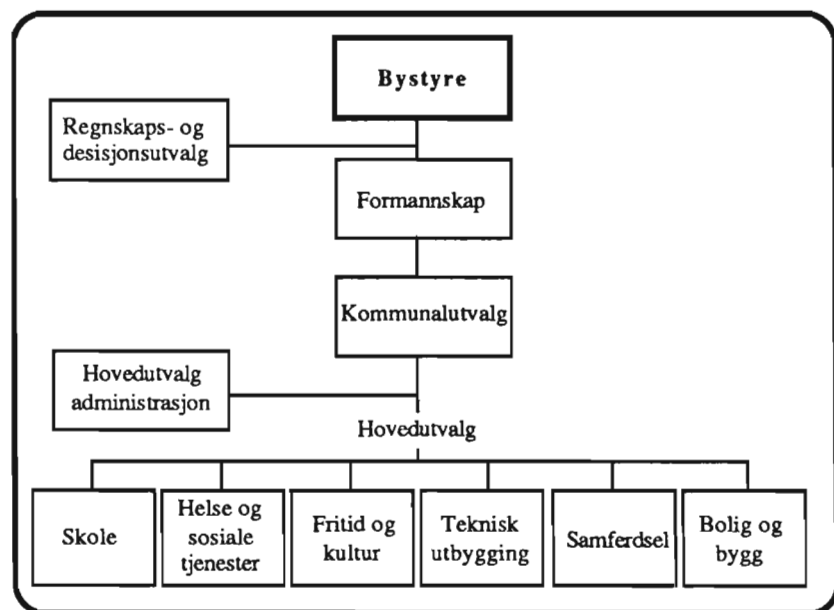 Bystyre
Regnskaps- og
desisjonsutvalg
Formannskap
Kommunalutvalg
Hovedutvalg
administrasjon
Hovedutvalg
Skole
Helse og
sosiale
tjenester
Fritid og
kultur
Teknisk
utbygging
Samferdsel
Bolig og
bygg